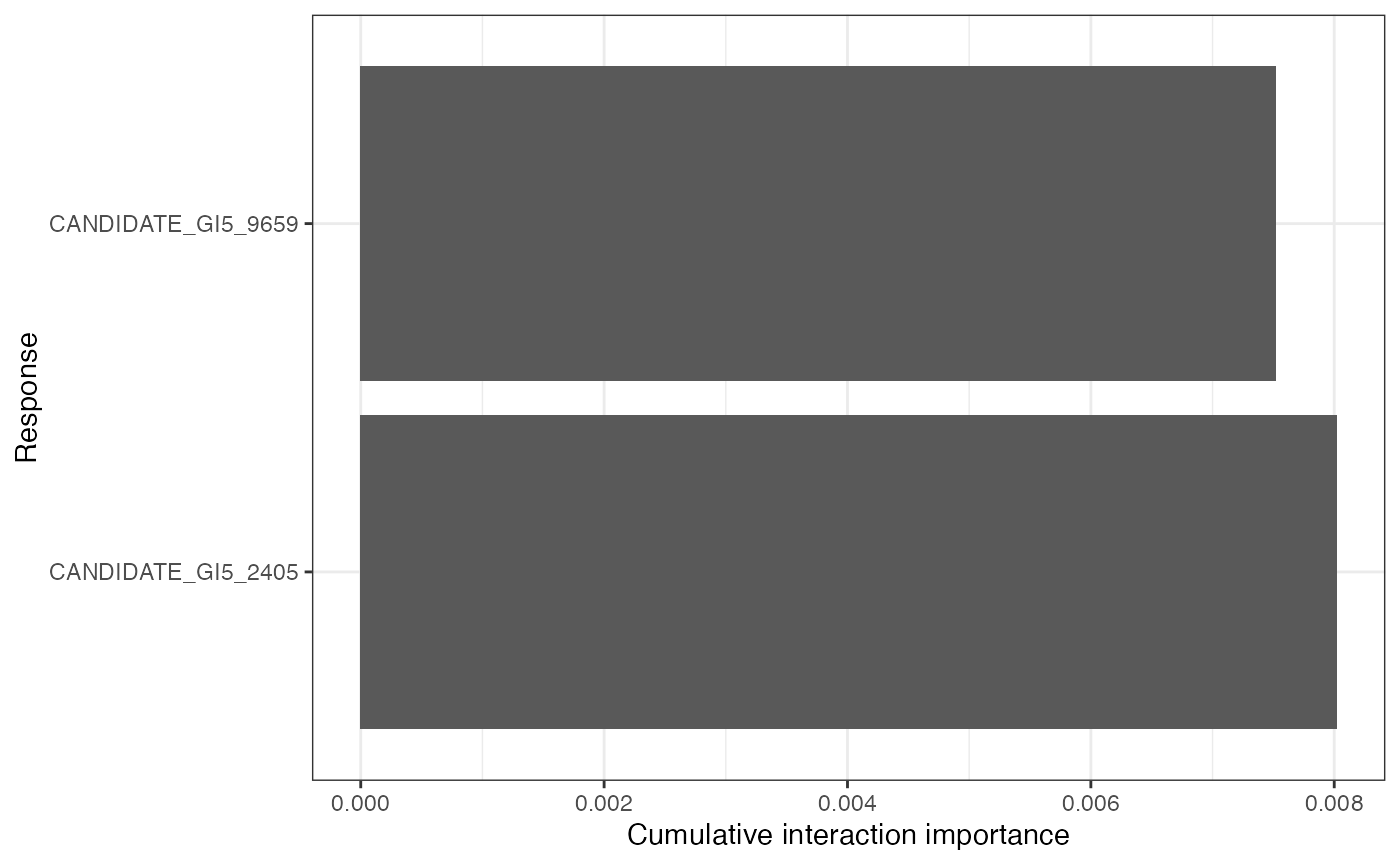 Response
CANDIDATE_GI5_9659
CANDIDATE_GI5_2405
0.000 0.002 0.004 0.006 0.008
Cumulative interaction importance